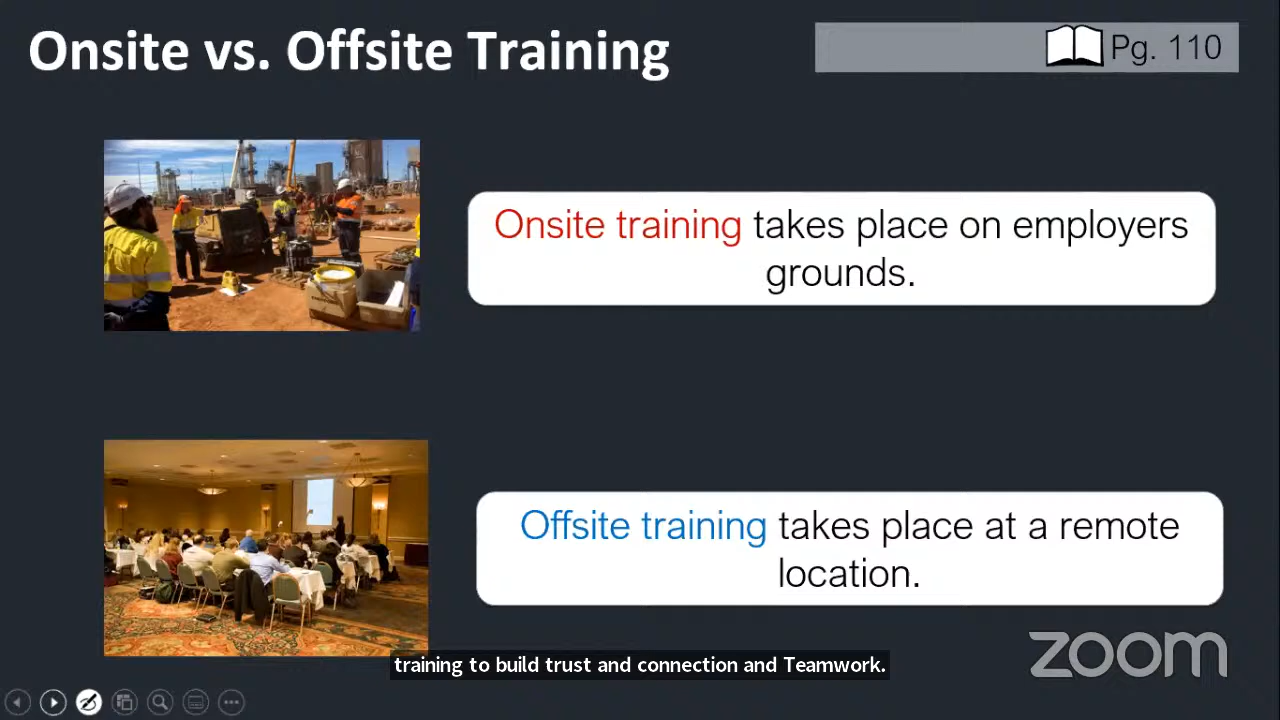 Onsite vs. Offsite Training
Pg. 110
Onsite training takes place on employers
grounds.
Offsite training takes place at a remote
location.
training to build trust and connection and Teamwork.
zoom